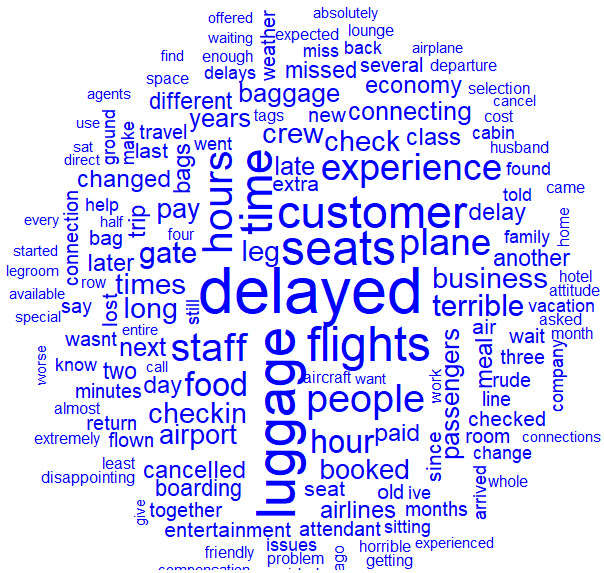 absolutely
offered
lounge
waiting
expected
weather
miss
back
airplane
find
enough
delays
missed
several
departure
space
economy
selection
agents
different
baggage
cancel
use
ground
make
travel
years
tags
new
connecting
cost
crew
check
class
cabin
husband
sat
last
went
direct
bags
hours
time
late
experience
found
changed
extra
told
came
connection
help
trip
pay
customer
delay
every
half
four
family
home
bag
gate
leg
seats
plane
another
started
legroom
later
row
times
business
hotel
available
attitude
delayed
special
say
lost
long
still
terrible
vacation
asked
entire
air
month
wasnt
next
staff
flights
wait
worse
know
two
call
meal
three
company
day
food
aircraft
want
work
passengers
rude
minutes
luggage
people
line
almost
checkin
checked
return
extremely
flown
airport
hour
paid
since
room
connections
change
least
disappointing
cancelled
booked
arrived
whole
boarding
seat
old
ive
give
together
airlines
months
entertainment
attendant
sitting
issues
horrible
experienced
friendly
problem
ago
getting
compensation